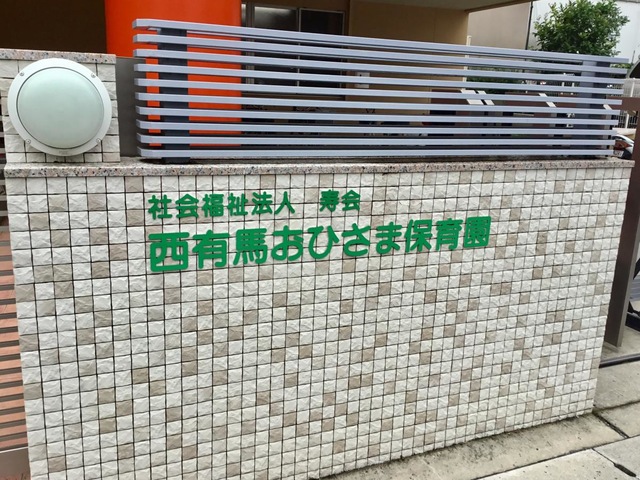 社会福祉法人　寿会
西有馬おひさま保育園